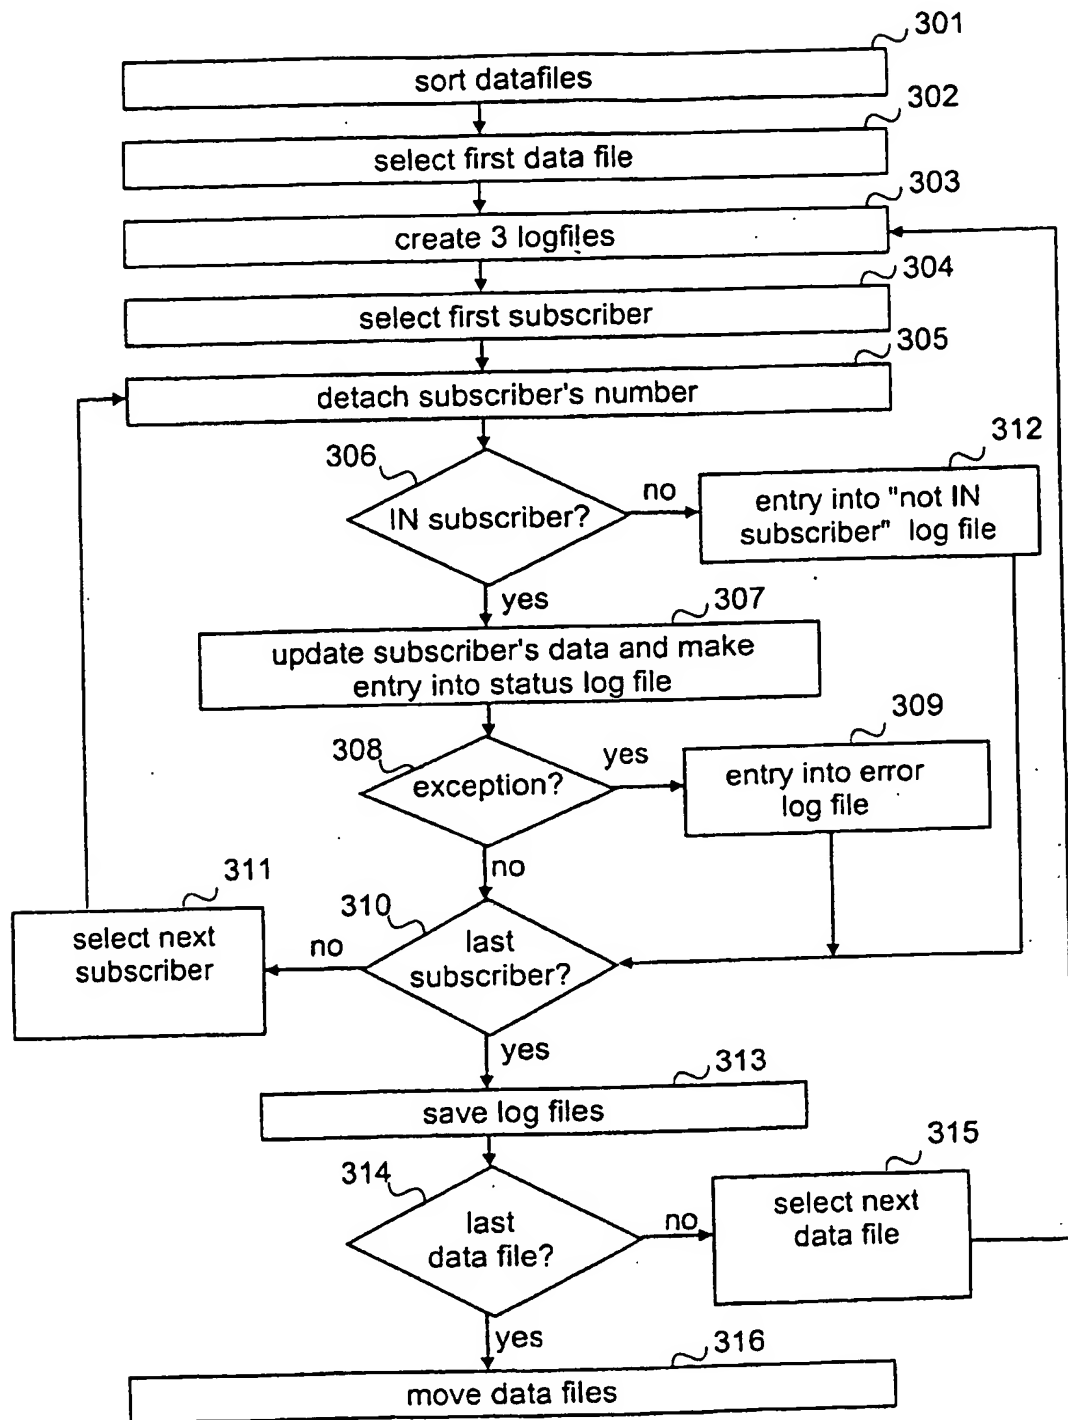 301
sort datafiles
302
select first data file
303
create 3 logfiles
304
select first subscriber
305
detach subscriber's number
306
IN subscriber?
no
312
entry into "not IN
subscriber" log file
yes
307
update subscriber's data and make
entry into status log file
308
exception?
yes
309
entry into error
log file
no
311
select next
subscriber
310
last
subscriber?
no
yes
313
save log files
314
last
data file?
no
315
select next
data file
yes
316
move data files